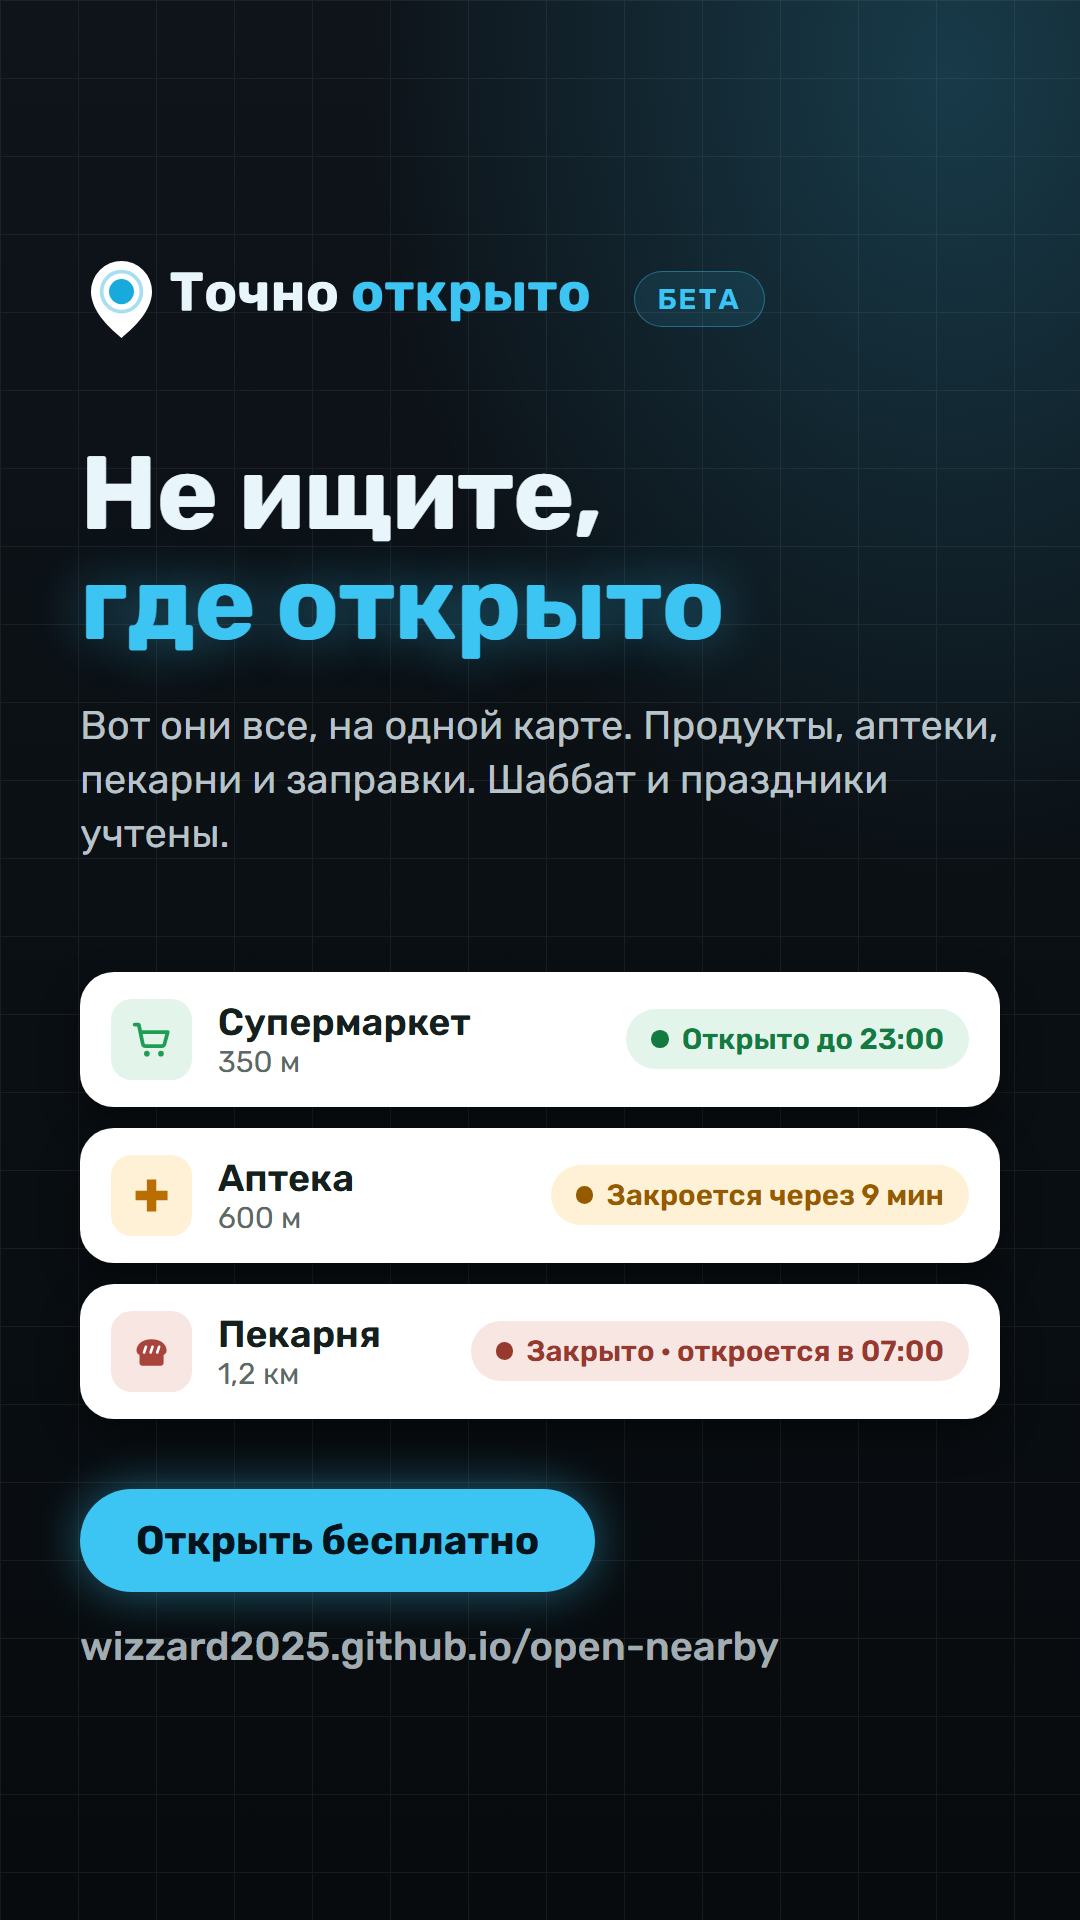 Точно открыто БЕТА
Не ищите,
где открыто
Вот они все, на одной карте. Продукты, аптеки,
пекарни и заправки. Шаббат и праздники
учтены.
Супермаркет
350 м
Открыто до 23:00
Аптека
600 м
Закроется через 9 мин
Пекарня
1,2 км
Закрыто • откроется в 07:00
Открыть бесплатно
wizzard2025.github.io/open-nearby